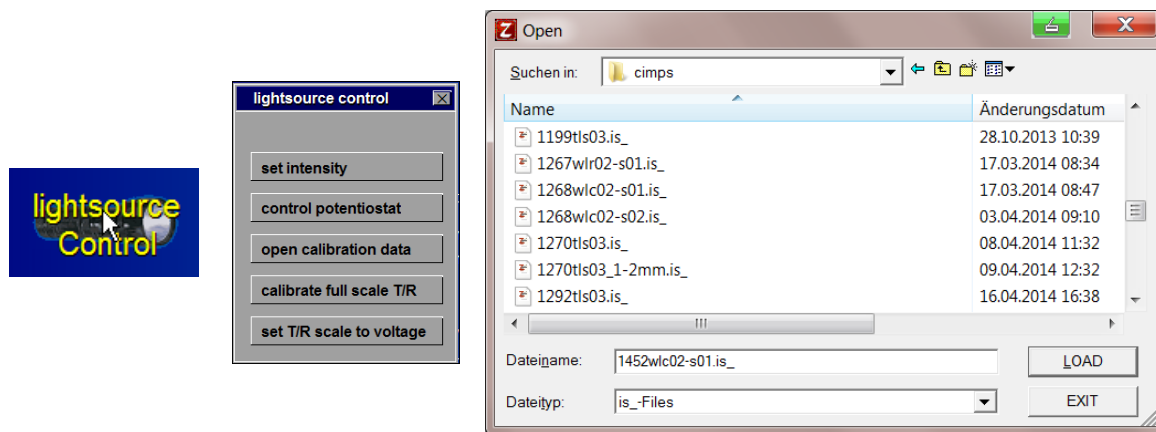 lightsource
Control
lightsource control
set intensity
control potentiostat
open calibration data
calibrate full scale T/R
set T/R scale to voltage
Z Open
X
Suchen in: cimps
Name Änderungsdatum
1199tls03.is_ 28.10.2013 10:39
1267wlr02-s01.is_ 17.03.2014 08:34
1268wlc02-s01.is_ 17.03.2014 08:47
1268wlc02-s02.is_ 03.04.2014 09:10
1270tls03.is_ 08.04.2014 11:32
1270tls03_1-2mm.is_ 09.04.2014 12:32
1292tls03.is_ 16.04.2014 16:38
Dateiname: 1452wlc02-s01.is_ LOAD
Dateityp: is_-Files EXIT